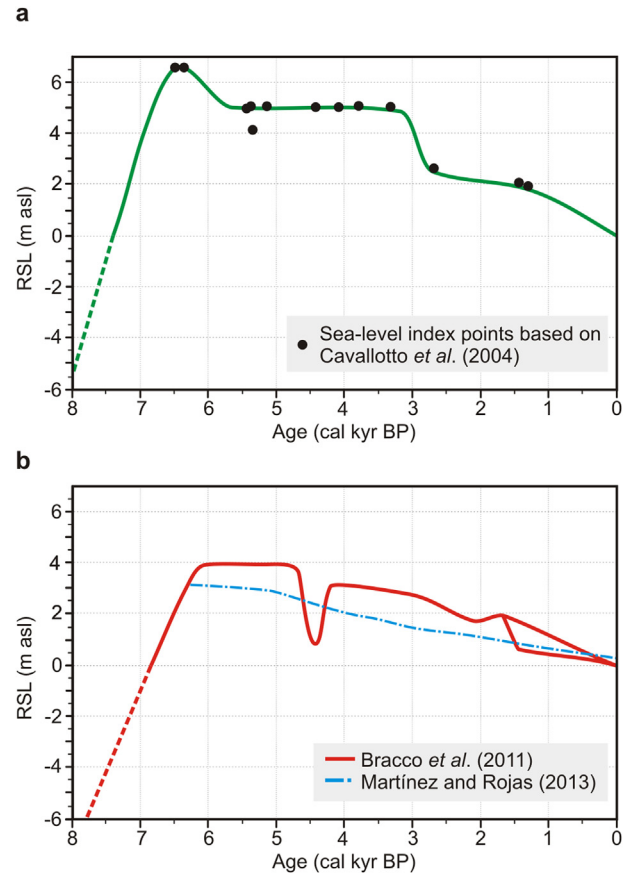 a
6
4
2
0
-2
-4
-6
RSL (m asl)
Sea-level index points based on
Cavallotto et al. (2004)
8 7 6 5 4 3 2 1 0
Age (cal kyr BP)
b
6
4
2
0
-2
-4
-6
RSL (m asl)
Bracco et al. (2011)
Martínez and Rojas (2013)
8 7 6 5 4 3 2 1 0
Age (cal kyr BP)